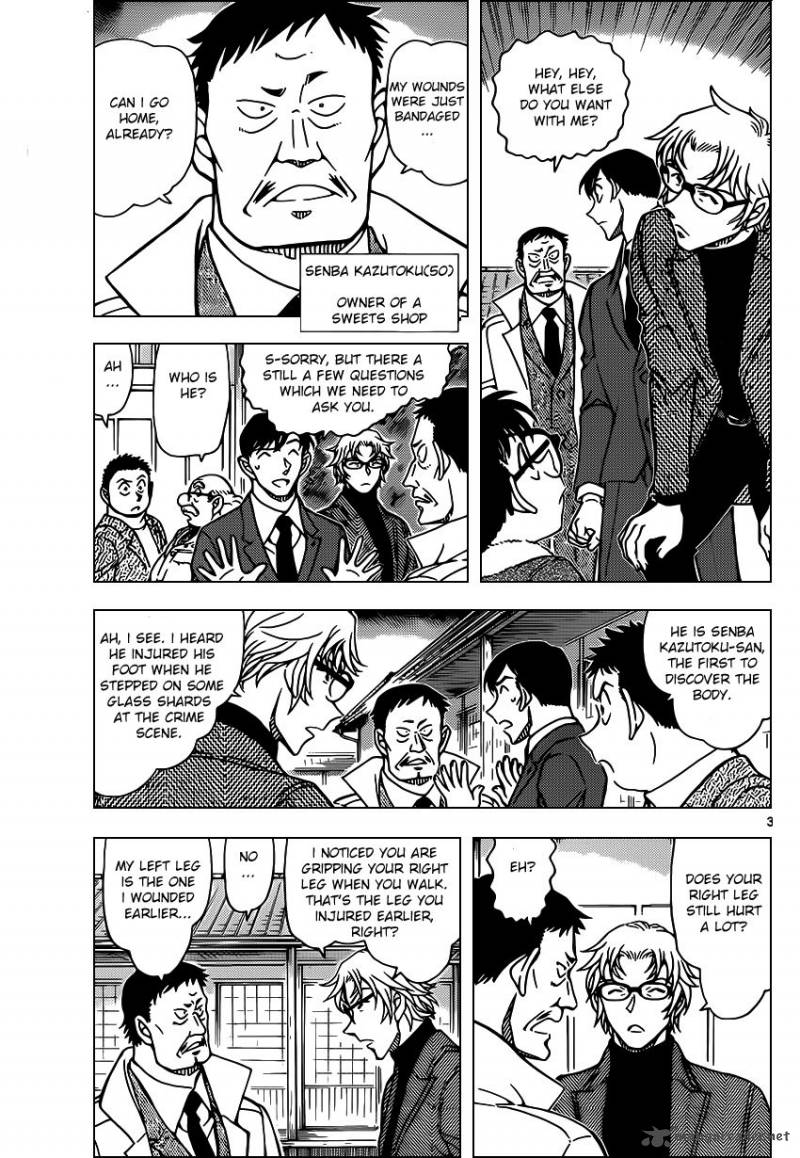 HEY, HEY,
WHAT ELSE
DO YOU WANT
WITH ME?
MY WOUNDS
WERE JUST
BANDAGED
...
CAN I GO
HOME,
ALREADY?
SENBA KAZUTOKU(50)
OWNER OF A
SWEETS SHOP
S-SORRY, BUT THERE A
STILL A FEW QUESTIONS
WHICH WE NEED TO
ASK YOU.
WHO IS
HE?
AH
...
HE IS SENBA
KAZUTOKU-SAN,
THE FIRST TO
DISCOVER THE
BODY.
AH, I SEE. I HEARD
HE INJURED HIS
FOOT WHEN HE
STEPPED ON SOME
GLASS SHARDS
AT THE CRIME
SCENE.
3
DOES YOUR
RIGHT LEG
STILL HURT
A LOT?
EH?
I NOTICED YOU ARE
GRIPPING YOUR RIGHT
LEG WHEN YOU WALK.
THAT'S THE LEG YOU
INJURED EARLIER,
RIGHT?
NO
...
MY LEFT LEG
IS THE ONE
I WOUNDED
EARLIER...